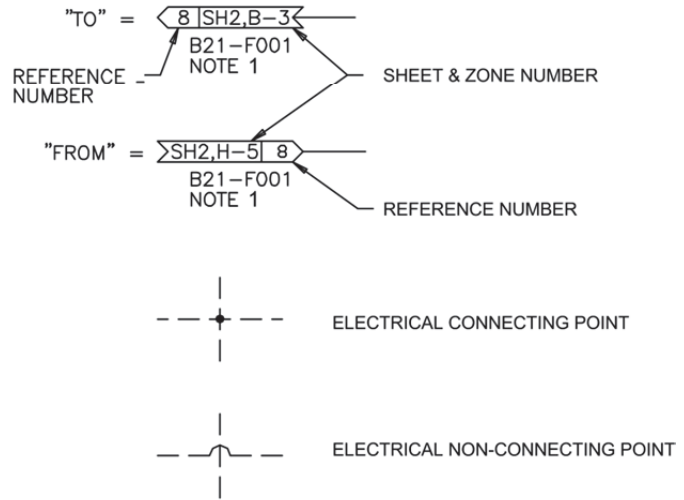 "TO" = 8 SH2,B-3
B21-F001
NOTE 1
REFERENCE
NUMBER
SHEET & ZONE NUMBER
"FROM" = SH2,H-5 8
B21-F001
NOTE 1
REFERENCE NUMBER
ELECTRICAL CONNECTING POINT
ELECTRICAL NON-CONNECTING POINT